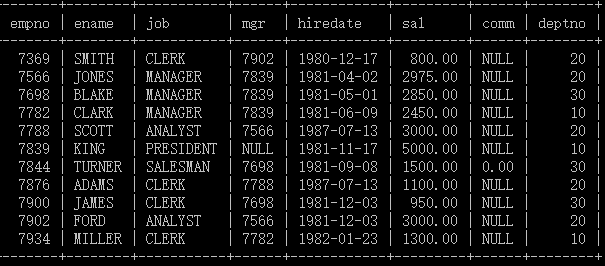 empno | ename | job | mgr | hiredate | sal | comm | deptno |
7369 | SMITH | CLERK | 7902 | 1980-12-17 | 800.00 | NULL | 20 |
7566 | JONES | MANAGER | 7839 | 1981-04-02 | 2975.00 | NULL | 20 |
7698 | BLAKE | MANAGER | 7839 | 1981-05-01 | 2850.00 | NULL | 30 |
7782 | CLARK | MANAGER | 7839 | 1981-06-09 | 2450.00 | NULL | 10 |
7788 | SCOTT | ANALYST | 7566 | 1987-07-13 | 3000.00 | NULL | 20 |
7839 | KING | PRESIDENT | NULL | 1981-11-17 | 5000.00 | NULL | 10 |
7844 | TURNER | SALESMAN | 7698 | 1981-09-08 | 1500.00 | 0.00 | 30 |
7876 | ADAMS | CLERK | 7788 | 1987-07-13 | 1100.00 | NULL | 20 |
7900 | JAMES | CLERK | 7698 | 1981-12-03 | 950.00 | NULL | 30 |
7902 | FORD | ANALYST | 7566 | 1981-12-03 | 3000.00 | NULL | 20 |
7934 | MILLER | CLERK | 7782 | 1982-01-23 | 1300.00 | NULL | 10 |